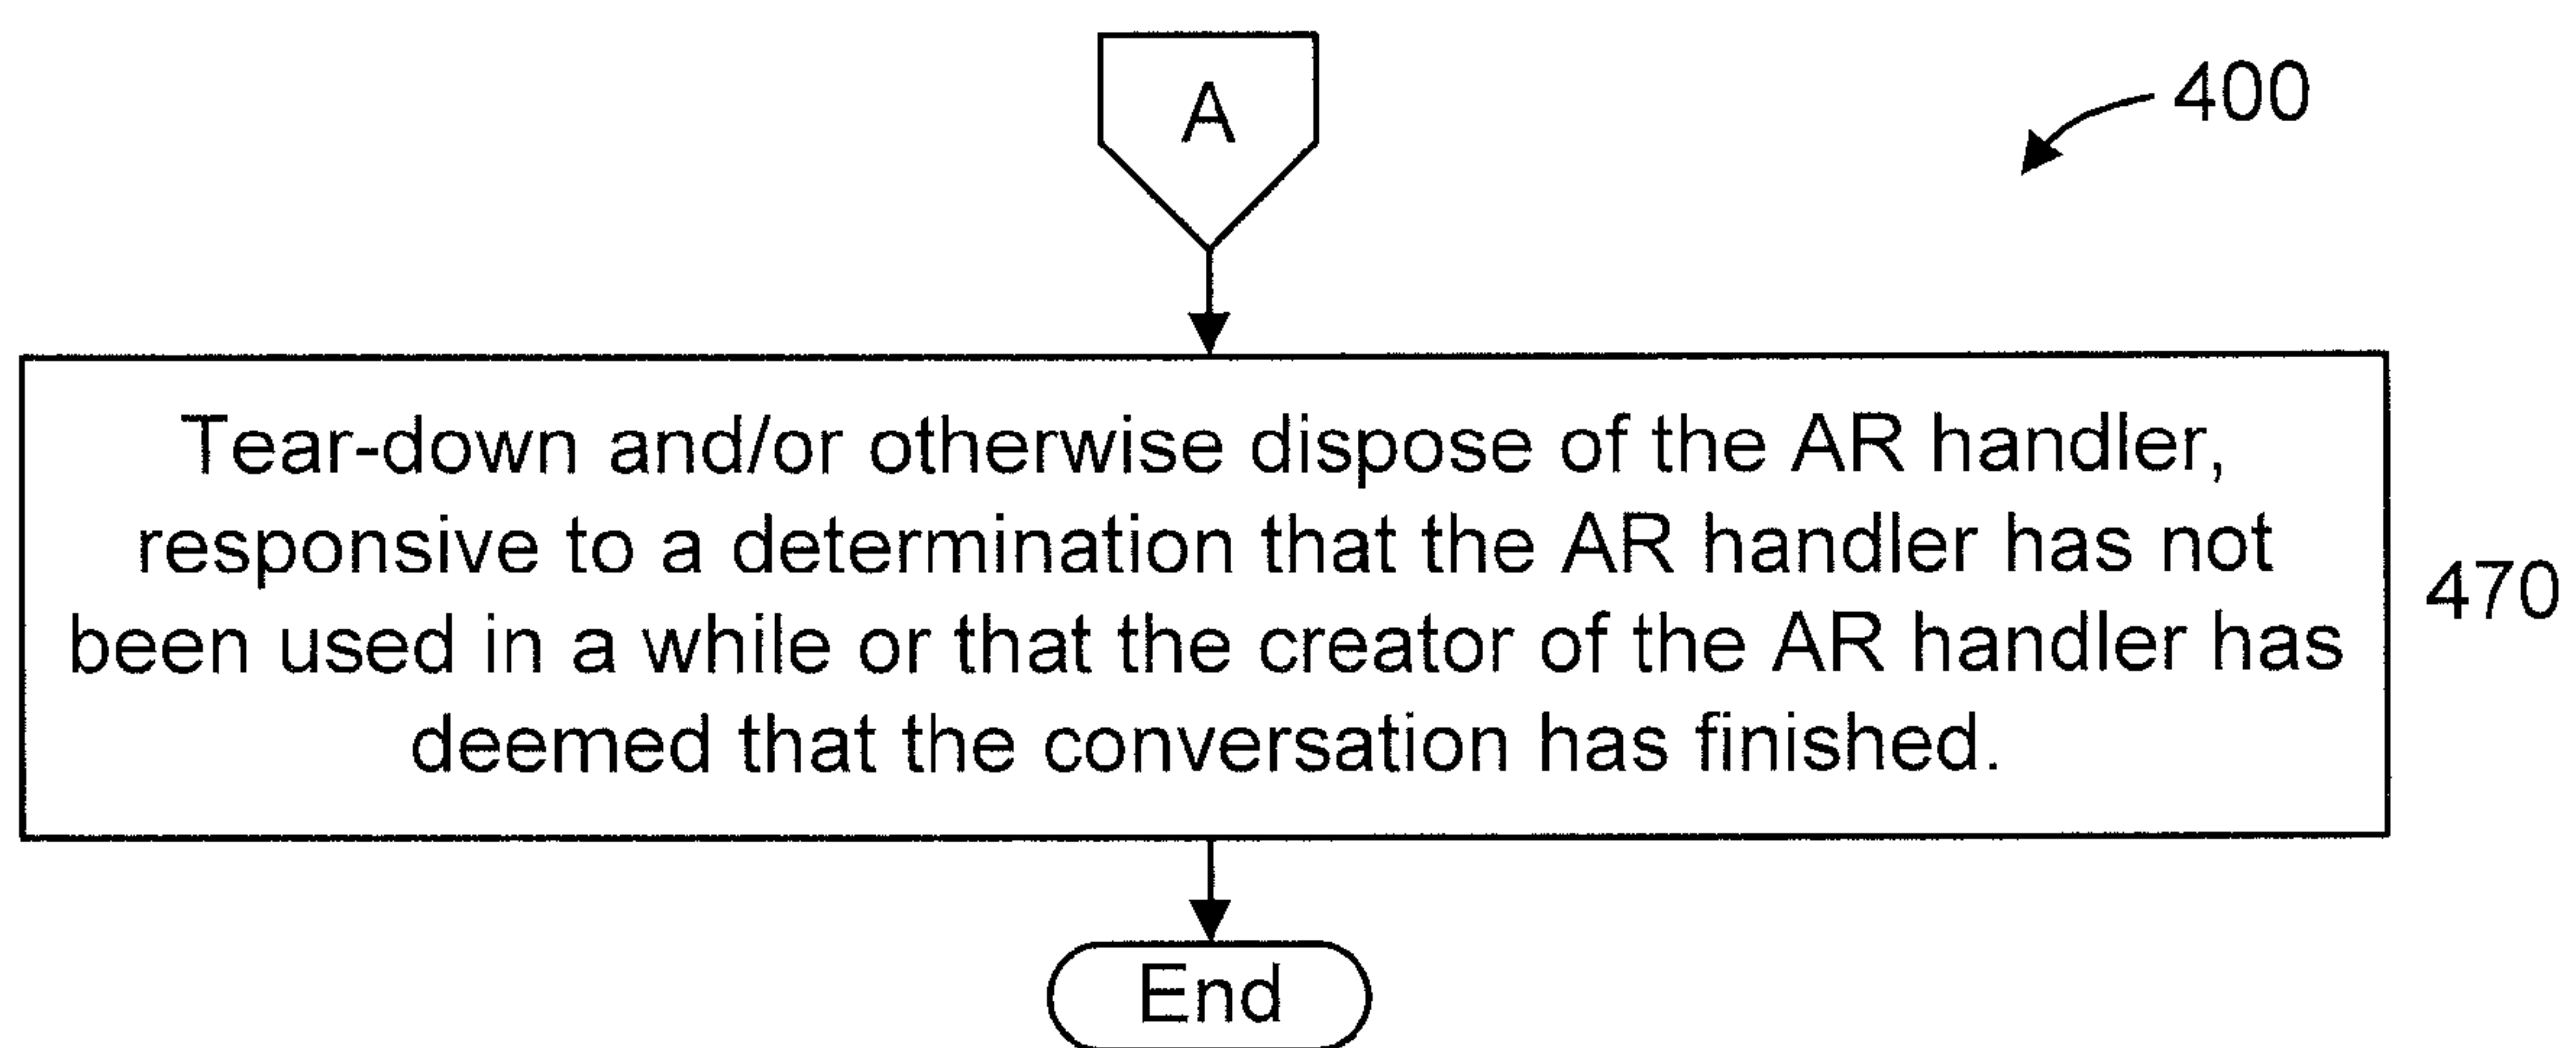 A
400
Tear-down and/or otherwise dispose of the AR handler,
responsive to a determination that the AR handler has not
been used in a while or that the creator of the AR handler has
deemed that the conversation has finished.
470
End